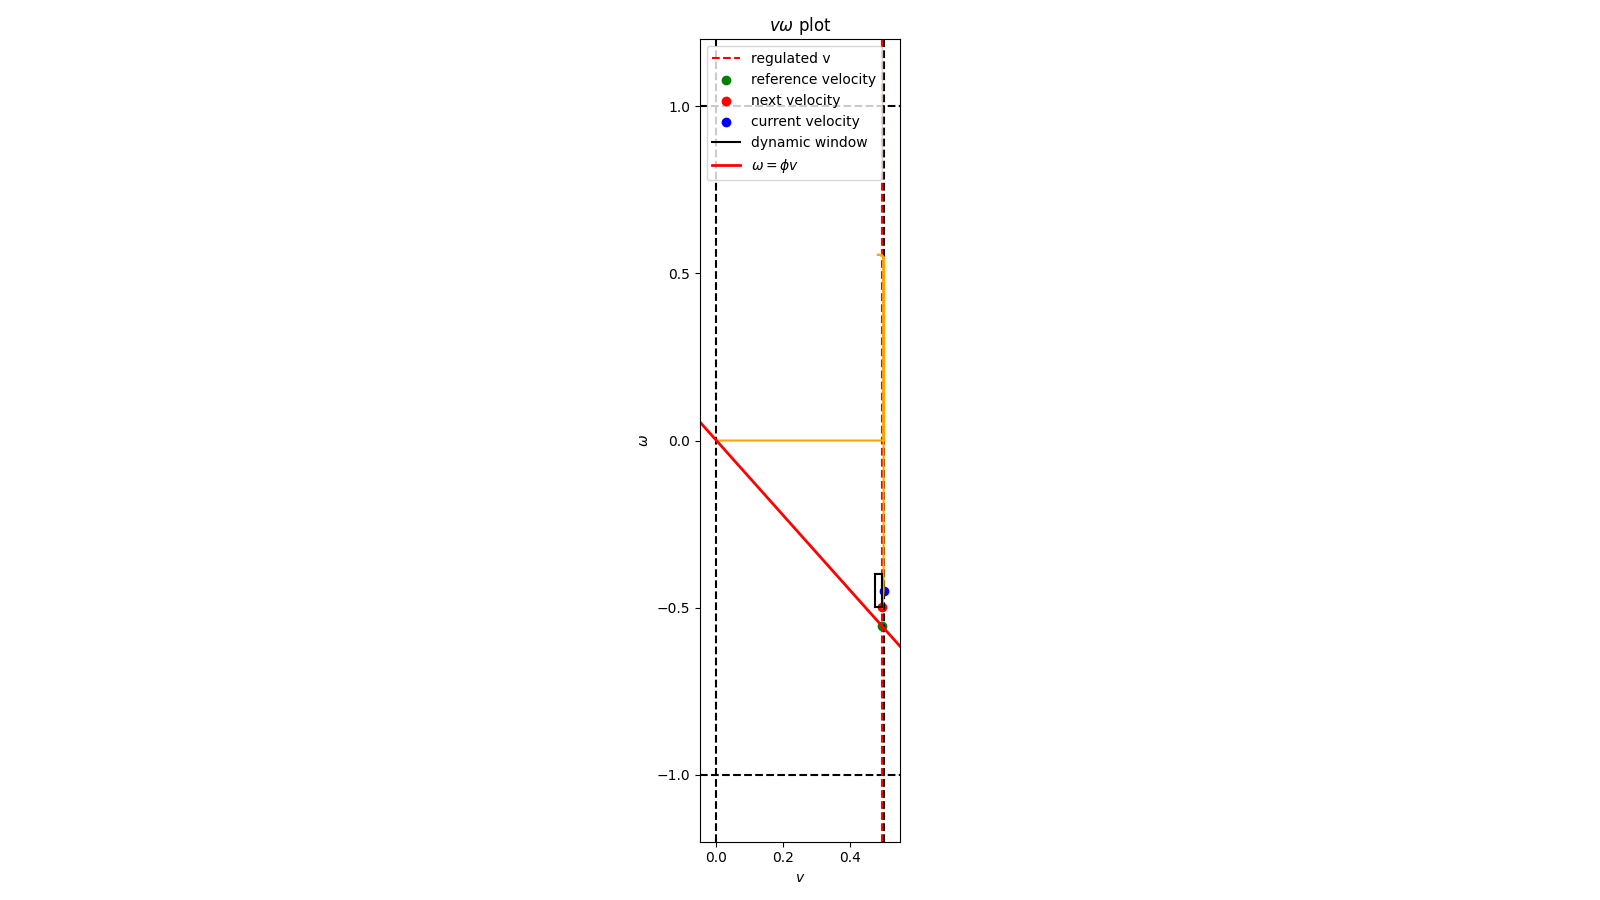 vω plot
regulated v
reference velocity
next velocity
current velocity
dynamic window
ω = ϕv
1.0
0.5
0.0
−0.5
−1.0
ω
0.0 0.2 0.4
v